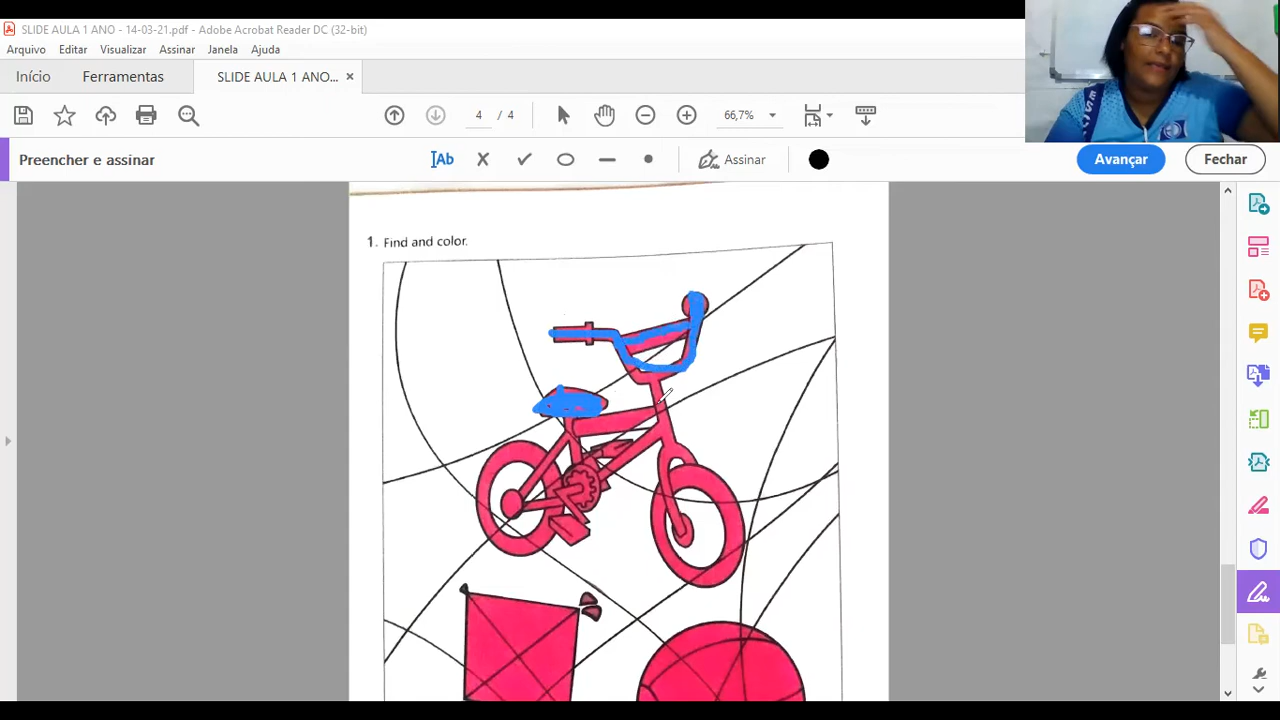 SLIDE AULA 1 ANO - 14-03-21.pdf - Adobe Acrobat Reader DC (32-bit)
Arquivo Editar Visualizar Assinar Janela Ajuda
Início Ferramentas SLIDE AULA 1 ANO... ×
4 / 4 66,7%
Preencher e assinar Ab Assinar Avançar Fechar
1. Find and color.